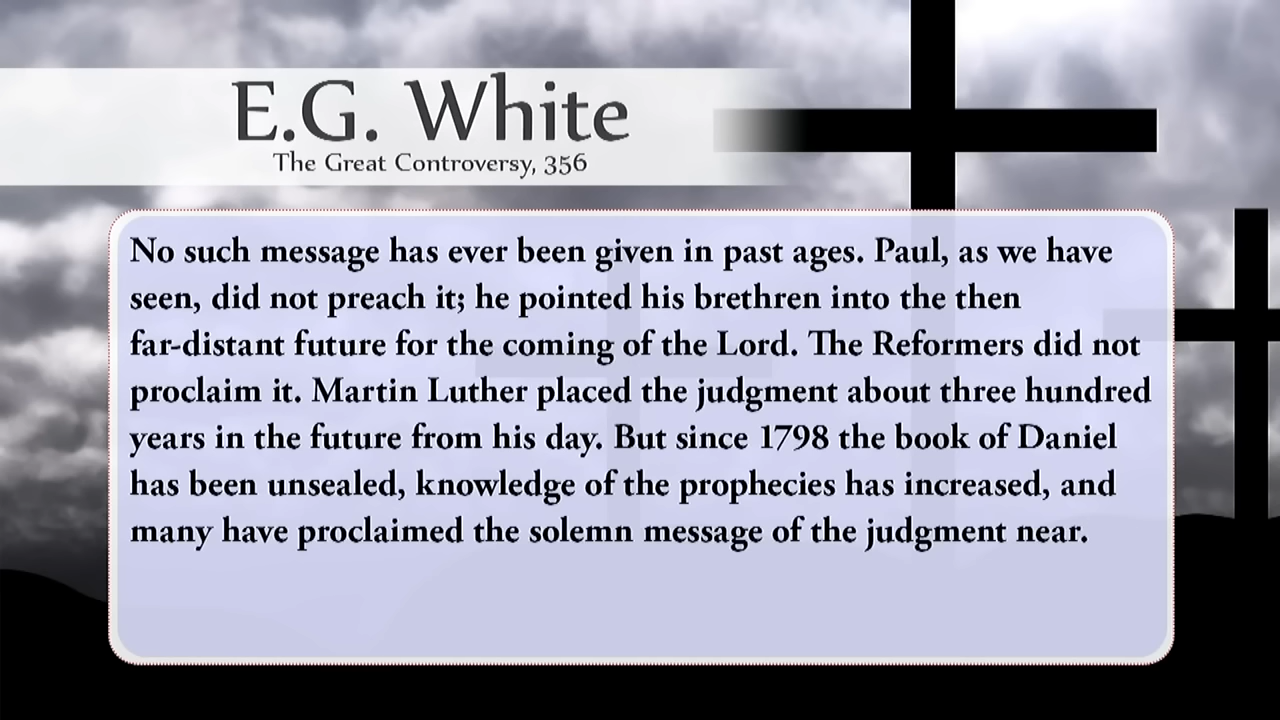 E.G. White
The Great Controversy, 356
No such message has ever been given in past ages. Paul, as we have
seen, did not preach it; he pointed his brethren into the then
far-distant future for the coming of the Lord. The Reformers did not
proclaim it. Martin Luther placed the judgment about three hundred
years in the future from his day. But since 1798 the book of Daniel
has been unsealed, knowledge of the prophecies has increased, and
many have proclaimed the solemn message of the judgment near.